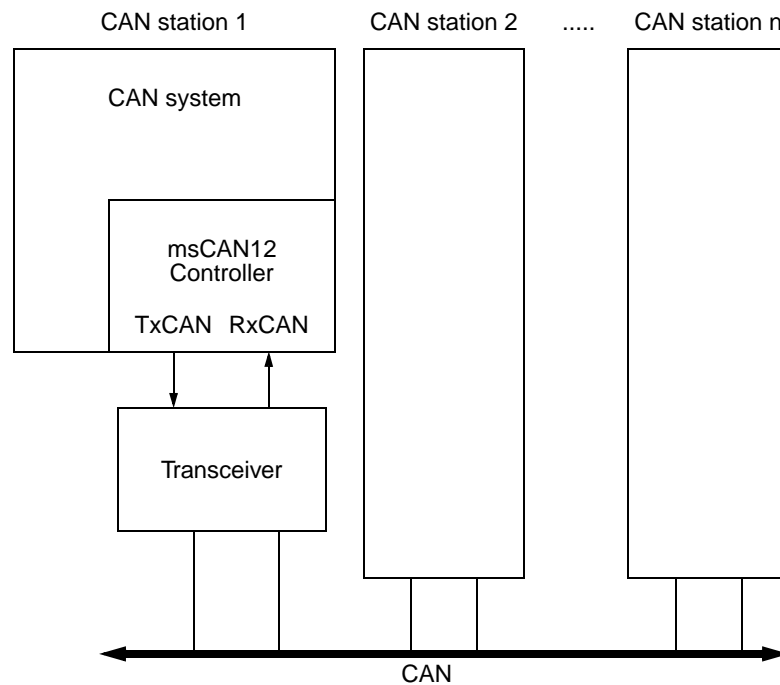 CAN station 1
CAN station 2
.....
CAN station n
CAN system
msCAN12
Controller
TxCAN RxCAN
Transceiver
CAN